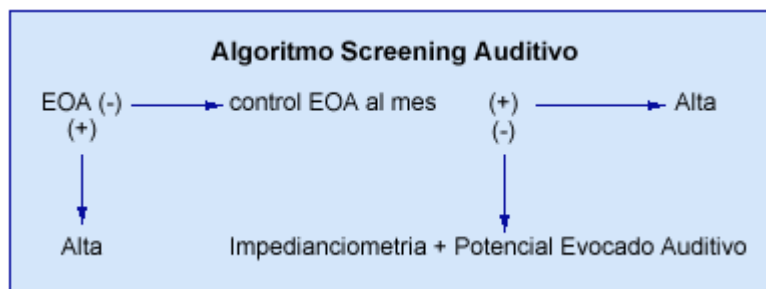 Algoritmo Screening Auditivo
EOA (-) control EOA al mes (+) Alta
(+) (-)
Alta Impedianciometria + Potencial Evocado Auditivo